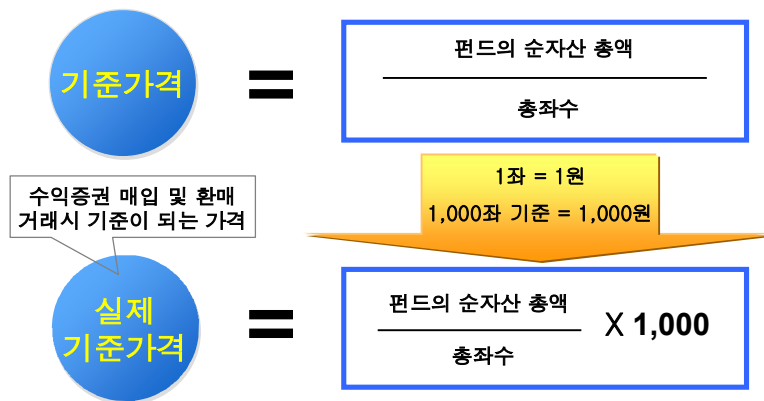 기준가격
=
펀드의 순자산 총액
총좌수
1좌 = 1원
1,000좌 기준 = 1,000원
수익증권 매입 및 환매
거래시 기준이 되는 가격
실제
기준가격
=
펀드의 순자산 총액
총좌수
X 1,000